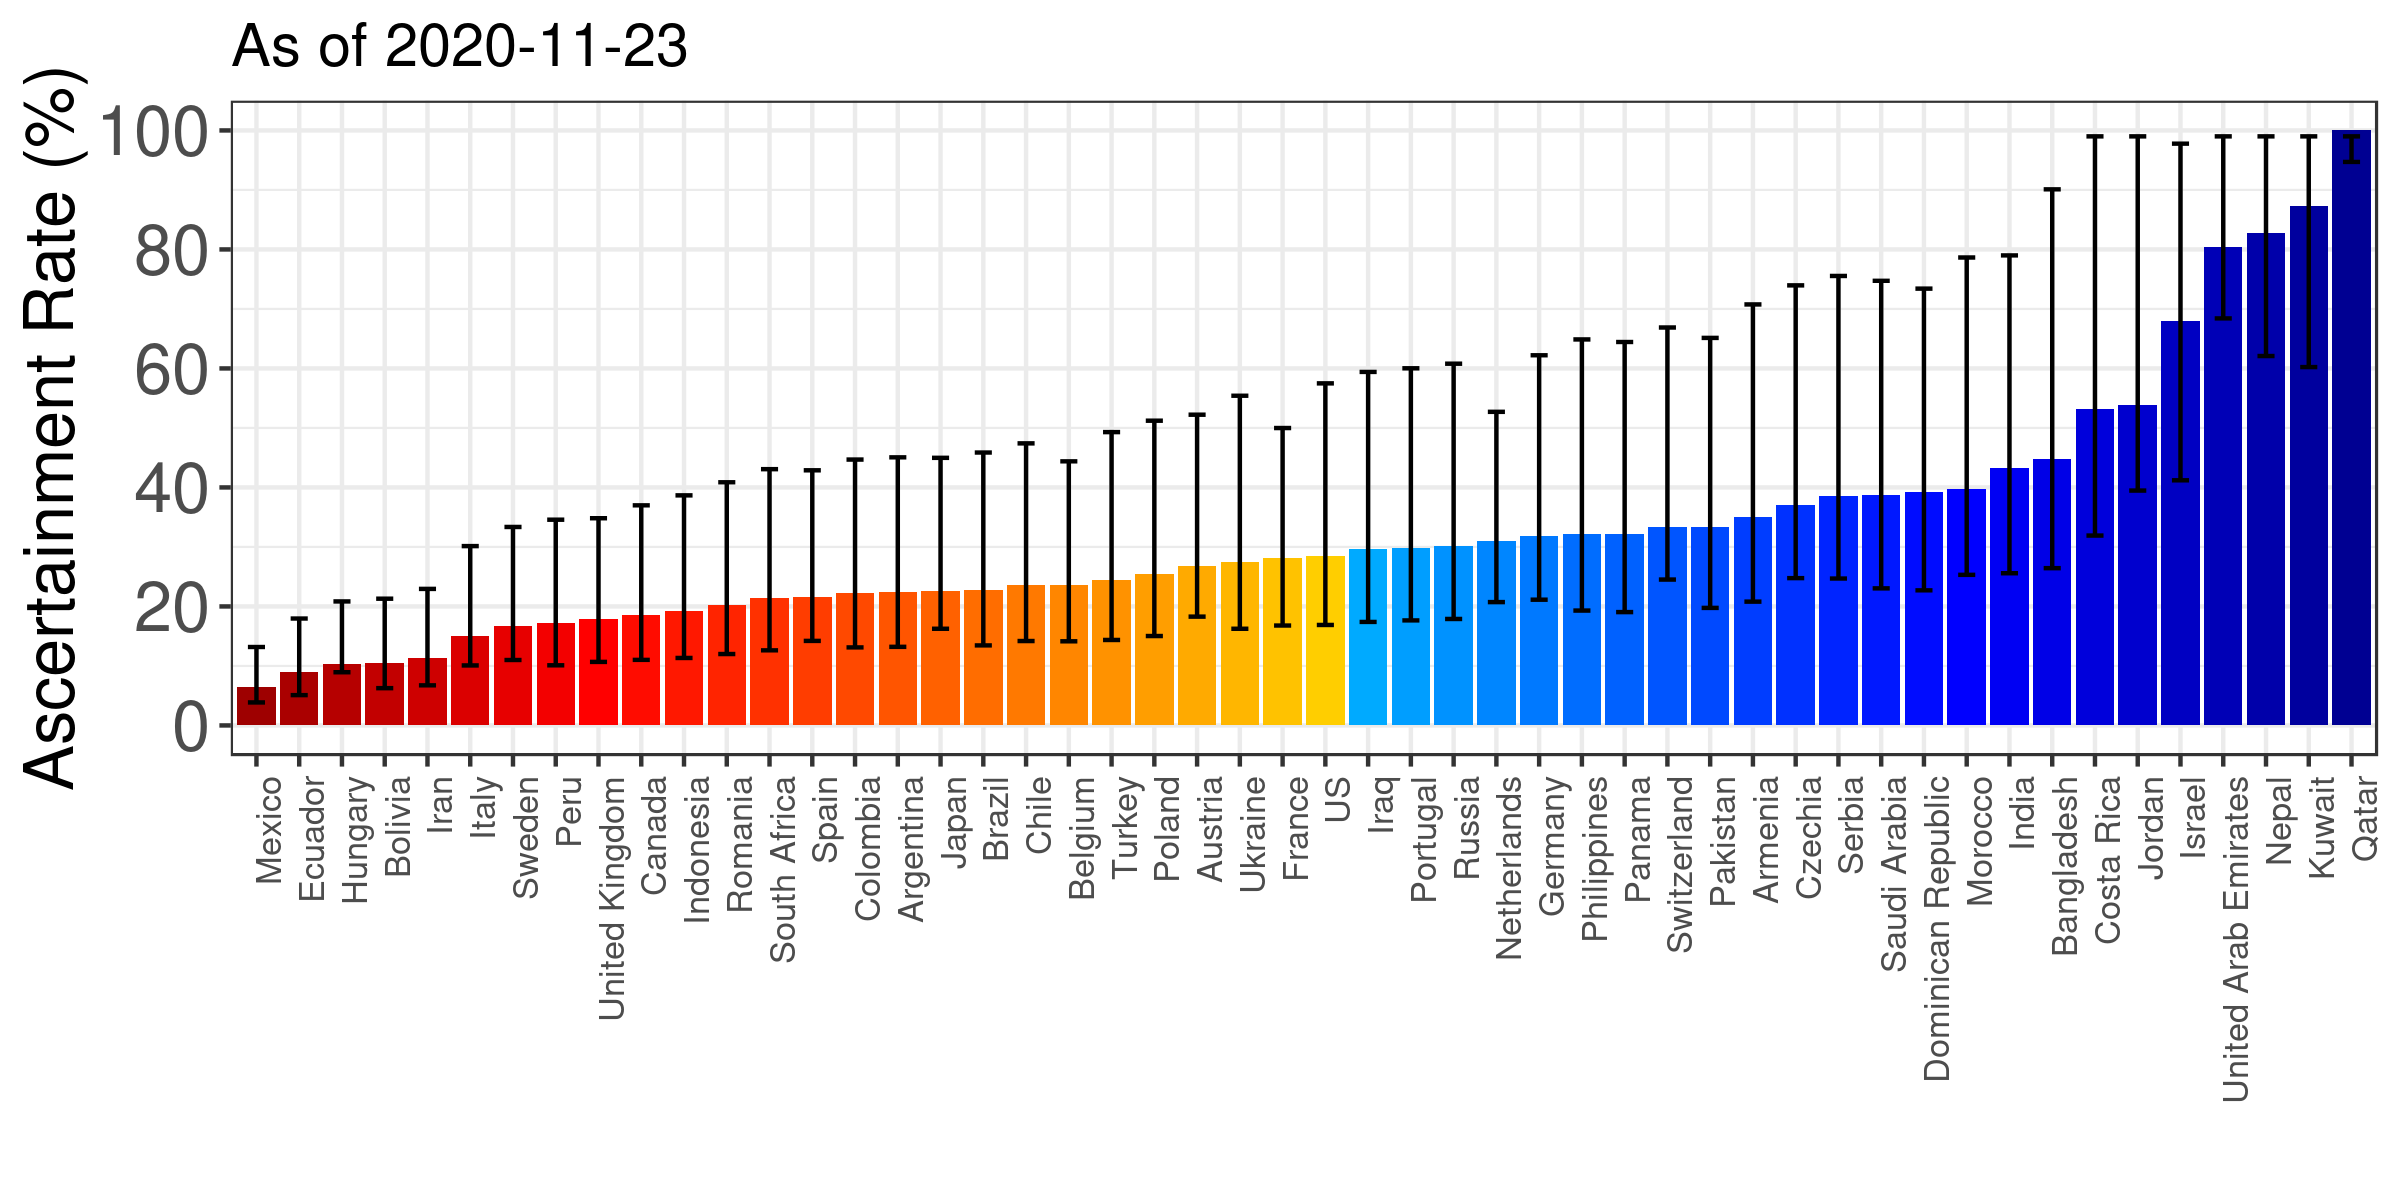 As of 2020-11-23
Ascertainment Rate (%)
100
80
60
40
20
0
Mexico
Ecuador
Hungary
Bolivia
Iran
Italy
Sweden
Peru
United Kingdom
Canada
Indonesia
Romania
South Africa
Spain
Colombia
Argentina
Japan
Brazil
Chile
Belgium
Turkey
Poland
Austria
Ukraine
France
US
Iraq
Portugal
Russia
Netherlands
Germany
Philippines
Panama
Switzerland
Pakistan
Armenia
Czechia
Serbia
Saudi Arabia
Dominican Republic
Morocco
India
Bangladesh
Costa Rica
Jordan
Israel
United Arab Emirates
Nepal
Kuwait
Qatar